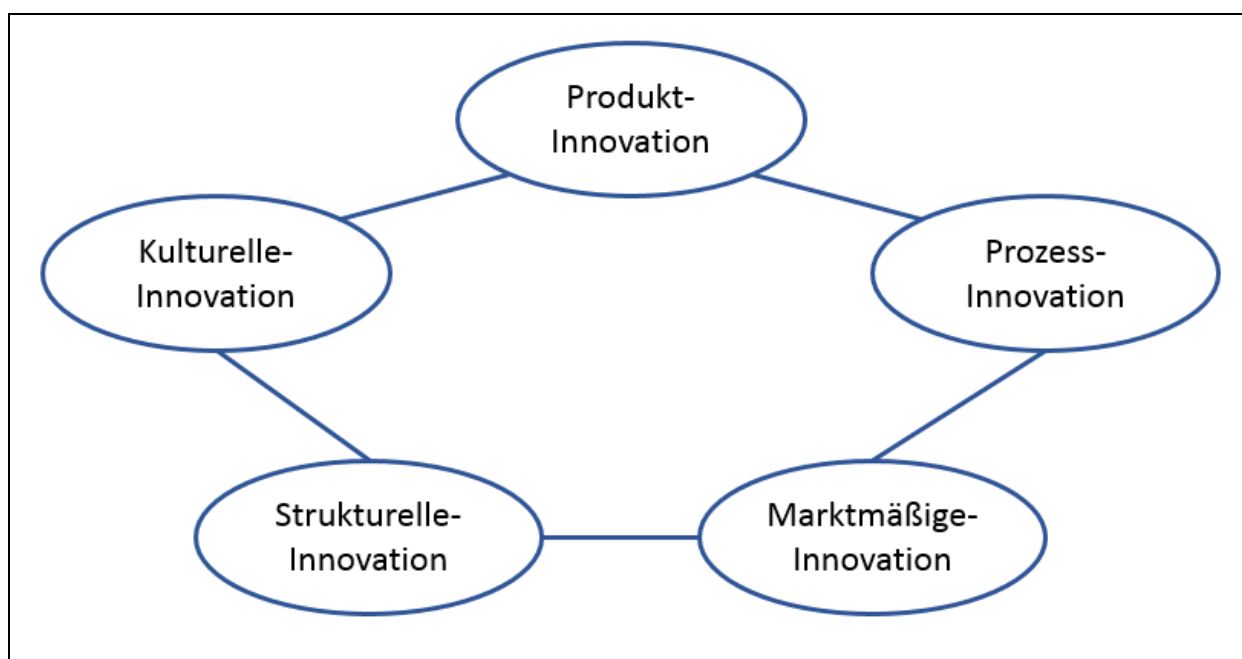 Produkt-
Innovation
Kulturelle-
Innovation
Prozess-
Innovation
Strukturelle-
Innovation
Marktmäßige-
Innovation